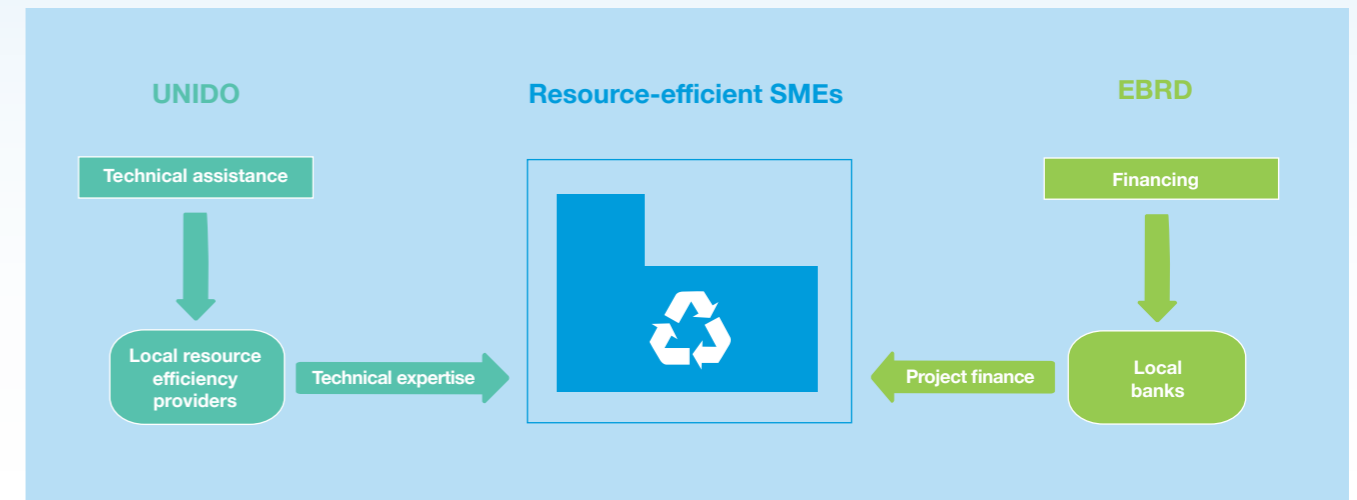 UNIDO
Resource-efficient SMEs
EBRD
Technical assistance
Financing
Local resource
efficiency
providers
Technical expertise
Project finance
Local
banks